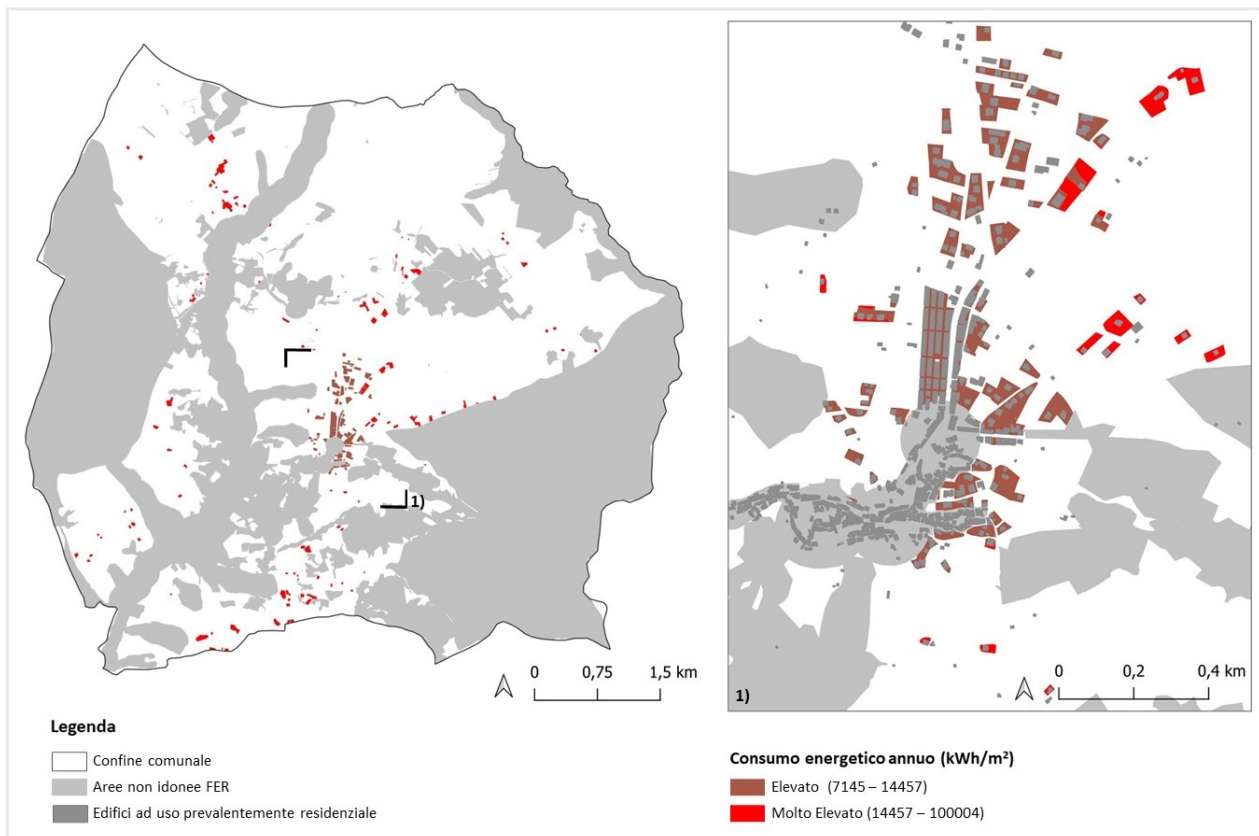 1)
0 0,75 1,5 km
1)
0 0,2 0,4 km
Legenda
Confine comunale
Aree non idonee FER
Edifici ad uso prevalentemente residenziale
Consumo energetico annuo (kWh/m²)
Elevato (7145 – 14457)
Molto Elevato (14457 – 100004)